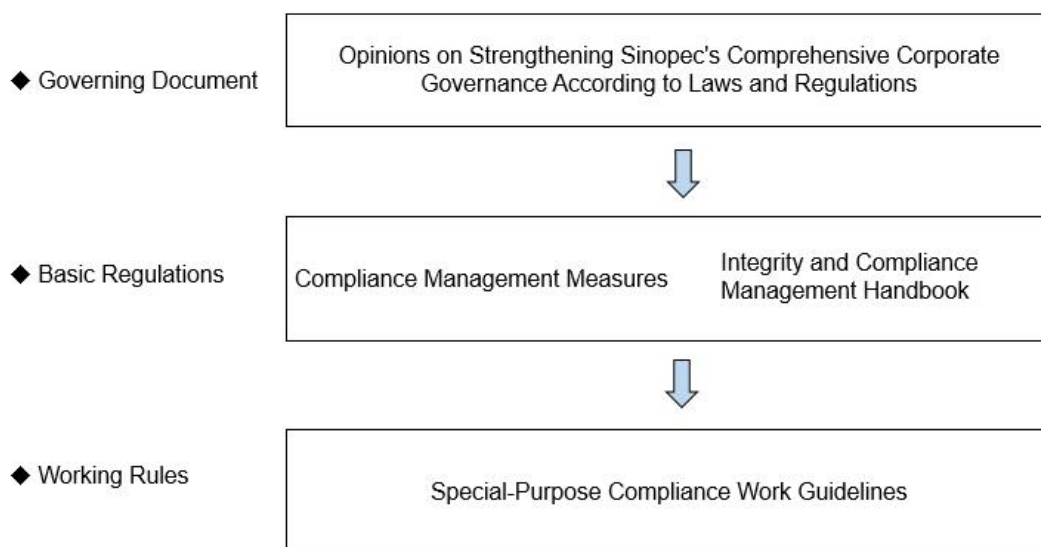 Opinions on Strengthening Sinopec's Comprehensive Corporate
◆ Governing Document
Governance According to Laws and Regulations
◆ Basic Regulations
Compliance Management Measures
Integrity and Compliance
Management Handbook
◆ Working Rules
Special-Purpose Compliance Work Guidelines